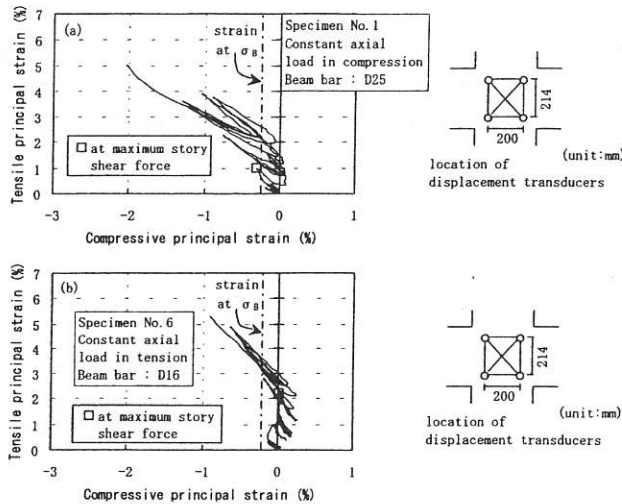 Tensile principal strain (%)
7
6
5
4
3
2
1
0
(a)
strain
at σB
Specimen No.1
Constant axial
load in compression
Beam bar : D25
□ at maximum story
shear force
-3 -2 -1 0 1
Compressive principal strain (%)
214
200
(unit:mm)
location of
displacement transducers
Tensile principal strain (%)
7
6
5
4
3
2
1
0
(b)
strain
at σB
Specimen No.6
Constant axial
load in tension
Beam bar : D16
□ at maximum story
shear force
-3 -2 -1 0 1
Compressive principal strain (%)
214
200
(unit:mm)
location of
displacement transducers